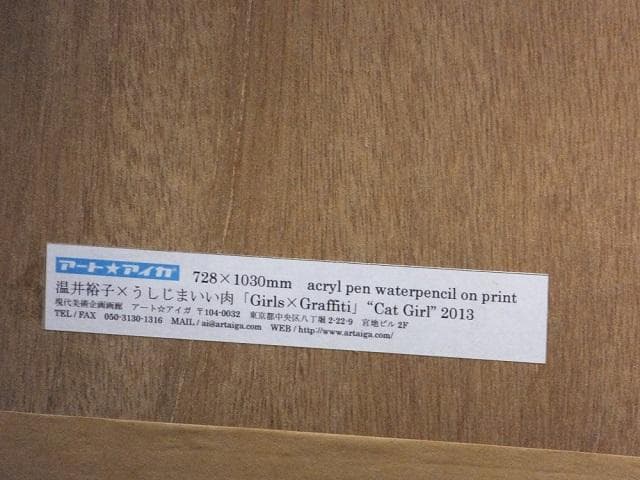 アート☆アイガ 728×1030mm acryl pen waterpencil on print
温井裕子×うしじまいい肉「Girls×Graffiti」“Cat Girl” 2013
現代美術企画画館 アート☆アイガ 〒104-0032 東京都中央区八丁堀 2-22-9 宮地ビル 2F
TEL / FAX 050-3130-1316 MAIL / ai@artaiga.com WEB / http://www.artaiga.com/